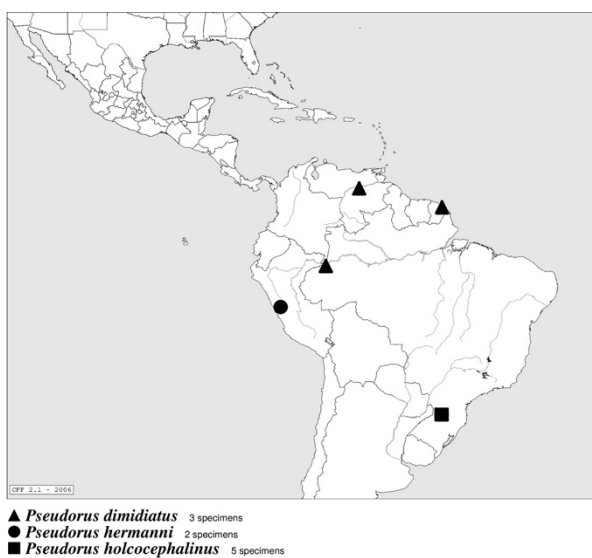 CFF 2.1 - 2006
▲ Pseudorus dimidiatus 3 specimens
● Pseudorus hermanni 2 specimens
■ Pseudorus holcocephalinus 5 specimens